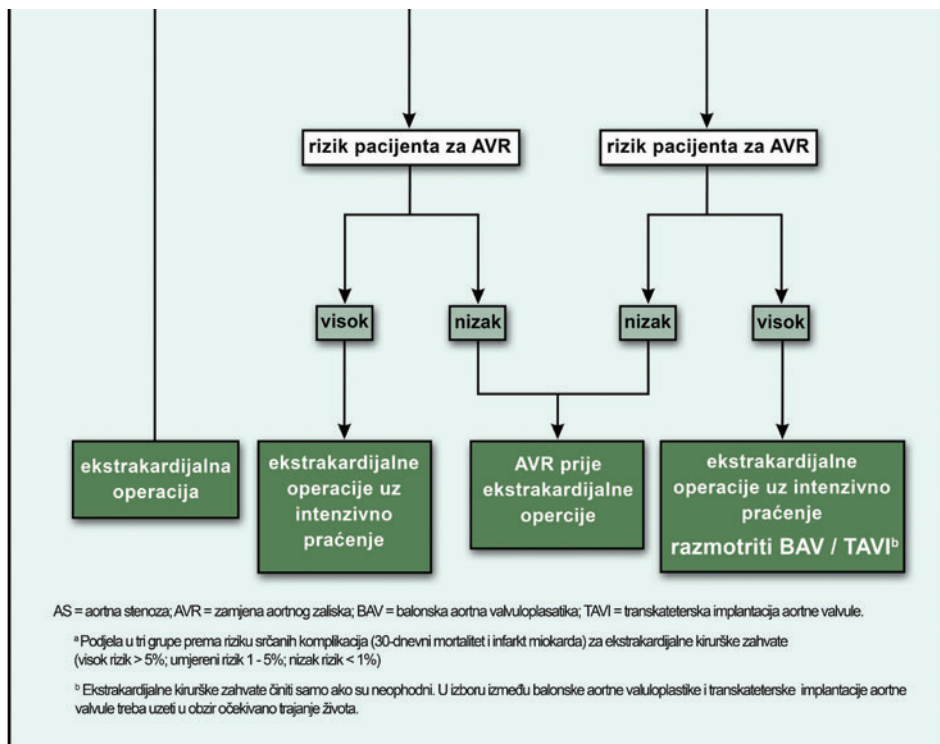 rizik pacijenta za AVR
rizik pacijenta za AVR
visok
nizak
nizak
visok
ekstrakardijalna
operacija
ekstrakardijalne
operacije uz
intenzivno
praćenje
AVR prije
ekstrakardijalne
opercije
ekstrakardijalne
operacije uz intenzivno
praćenje
razmotriti BAV / TAVIᵇ
AS = aortna stenoza; AVR = zamjena aortnog zaliska; BAV = balonska aortna valvuloplasatika; TAVI = transkateterska implantacija aortne valvule.
ᵃ Podjela u tri grupe prema riziku srčanih komplikacija (30-dnevni mortalitet i infarkt miokarda) za ekstrakardijalne kirurške zahvate
(visok rizik > 5%; umjereni rizik 1 - 5%; nizak rizik < 1%)
ᵇ Ekstrakardijalne kirurške zahvate činiti samo ako su neophodni. U izboru između balonske aortne valuloplastike i transkateterske implantacije aortne
valvule treba uzeti u obzir očekivano trajanje života.